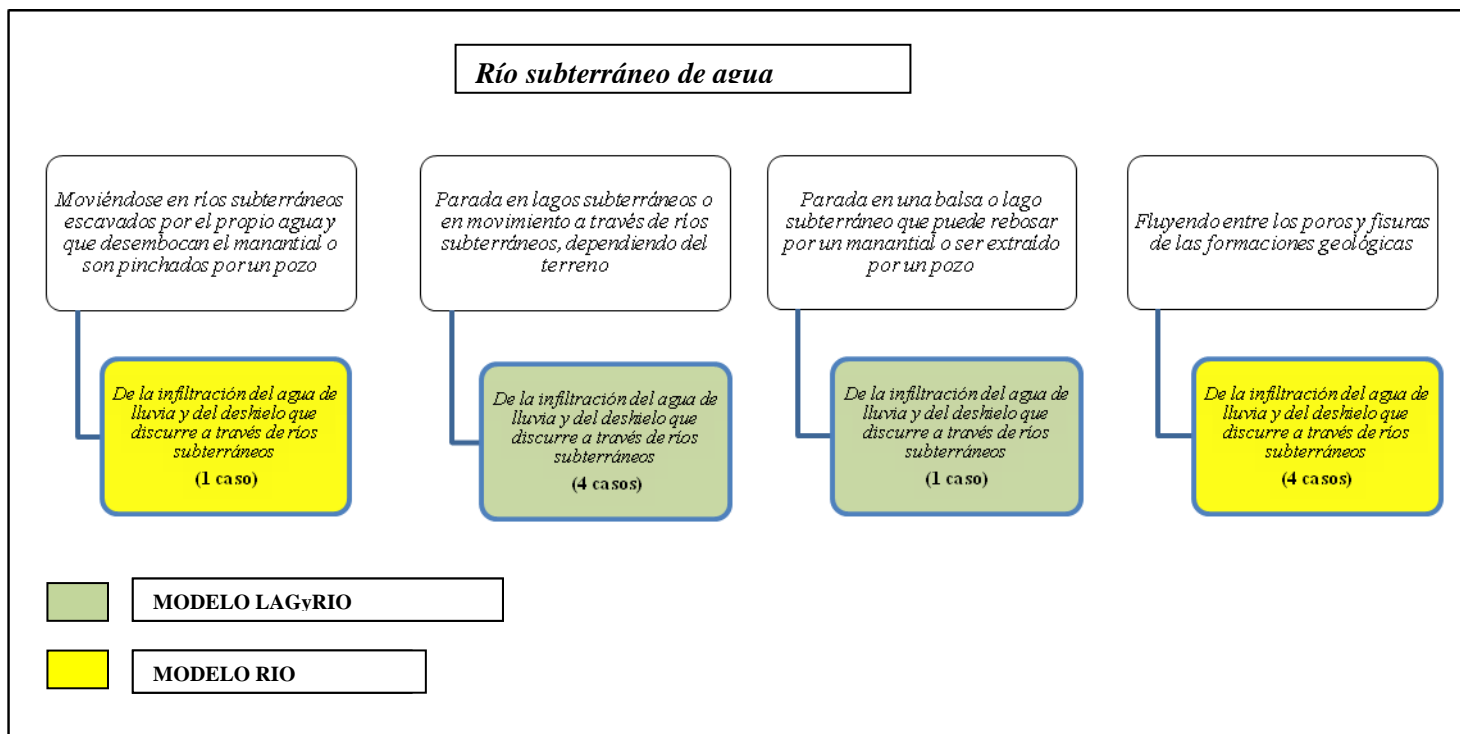 Río subterráneo de agua
Moviéndose en ríos subterráneos
escavados por el propio agua y
que desembocan el manantial o
son pinchados por un pozo
Parada en lagos subterráneos o
en movimiento a través de ríos
subterráneos, dependiendo del
terreno
Parada en una balsa o lago
subterráneo que puede rebosar
por un manantial o ser extraído
por un pozo
Fluyendo entre los poros y fisuras
de las formaciones geológicas
De la infiltración del agua de
lluvia y del deshielo que
discurre a través de ríos
subterráneos
(1 caso)
De la infiltración del agua de
lluvia y del deshielo que
discurre a través de ríos
subterráneos
(4 casos)
De la infiltración del agua de
lluvia y del deshielo que
discurre a través de ríos
subterráneos
(1 caso)
De la infiltración del agua de
lluvia y del deshielo que
discurre a través de ríos
subterráneos
(4 casos)
MODELO LAGyRIO
MODELO RIO